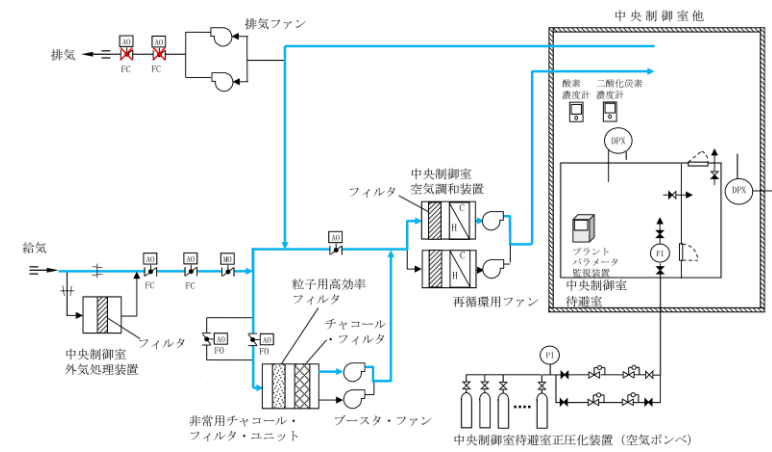 中央制御室他
排気ファン
排気
AO
AO
FC
FC
酸素
濃度計
二酸化炭素
濃度計
DPX
DPX
中央制御室
空気調和装置
フィルタ
C
H
C
H
再循環用ファン
プラント
パラメータ
監視装置
FI
中央制御室
待避室
給気
AO
AO
MO
AO
FC
FC
フィルタ
中央制御室
外気処理装置
粒子用高効率
フィルタ
チャコール
・フィルタ
AO
FO
AO
FO
非常用チャコール・
フィルタ・ユニット
ブースタ・ファン
PI
中央制御室待避室正圧化装置（空気ボンベ）